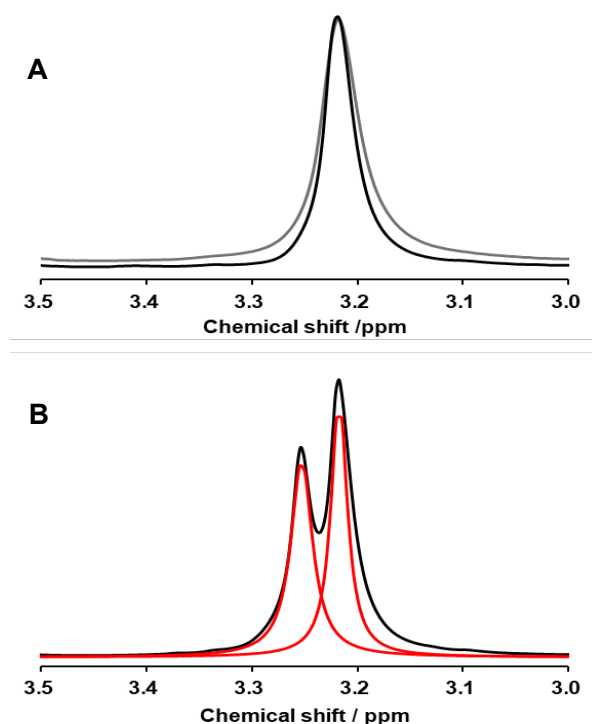 A
3.5 3.4 3.3 3.2 3.1 3.0
Chemical shift /ppm
B
3.5 3.4 3.3 3.2 3.1 3.0
Chemical shift / ppm